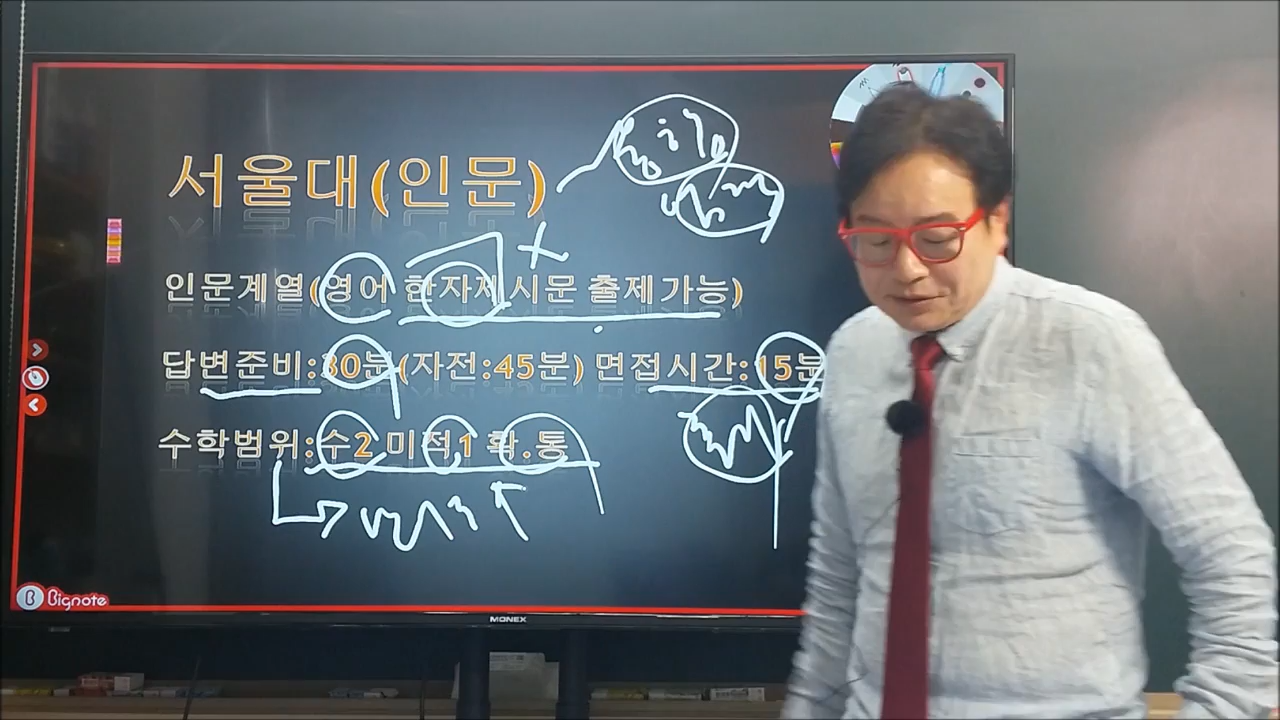 서울대(인문)
인문계열(영어 한자제시문 출제가능)
답변준비:30분(자전:45분) 면접시간:15분
수학범위:수2 미적1 확.통
Bignote
MONEX